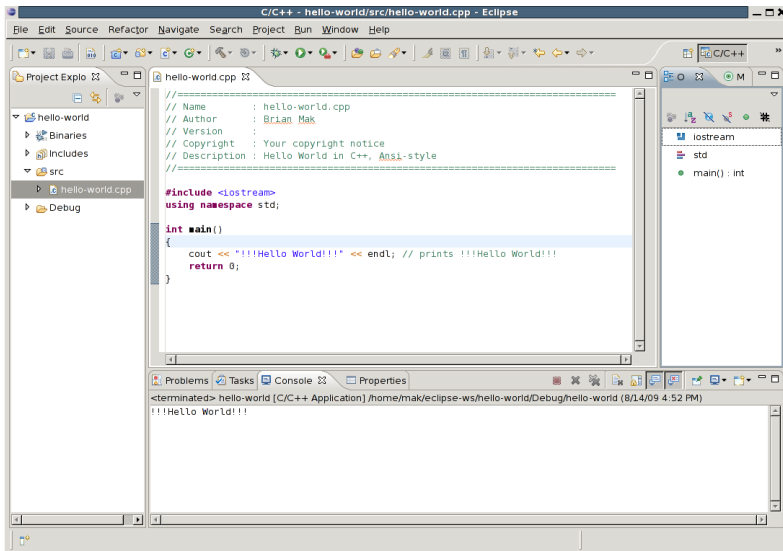 C/C++ - hello-world/src/hello-world.cpp - Eclipse
File Edit Source Refactor Navigate Search Project Run Window Help
C/C++ »
Project Explo
hello-world
Binaries
Includes
src
hello-world.cpp
Debug
hello-world.cpp
//===========================================================================
// Name : hello-world.cpp
// Author : Brian Mak
// Version :
// Copyright : Your copyright notice
// Description : Hello World in C++, Ansi-style
//===========================================================================
#include <iostream>
using namespace std;
int main()
{
cout << "!!!Hello World!!!" << endl; // prints !!!Hello World!!!
return 0;
}
O M
iostream
std
main() : int
Problems Tasks Console Properties
<terminated> hello-world [C/C++ Application] /home/mak/eclipse-ws/hello-world/Debug/hello-world (8/14/09 4:52 PM)
!!!Hello World!!!